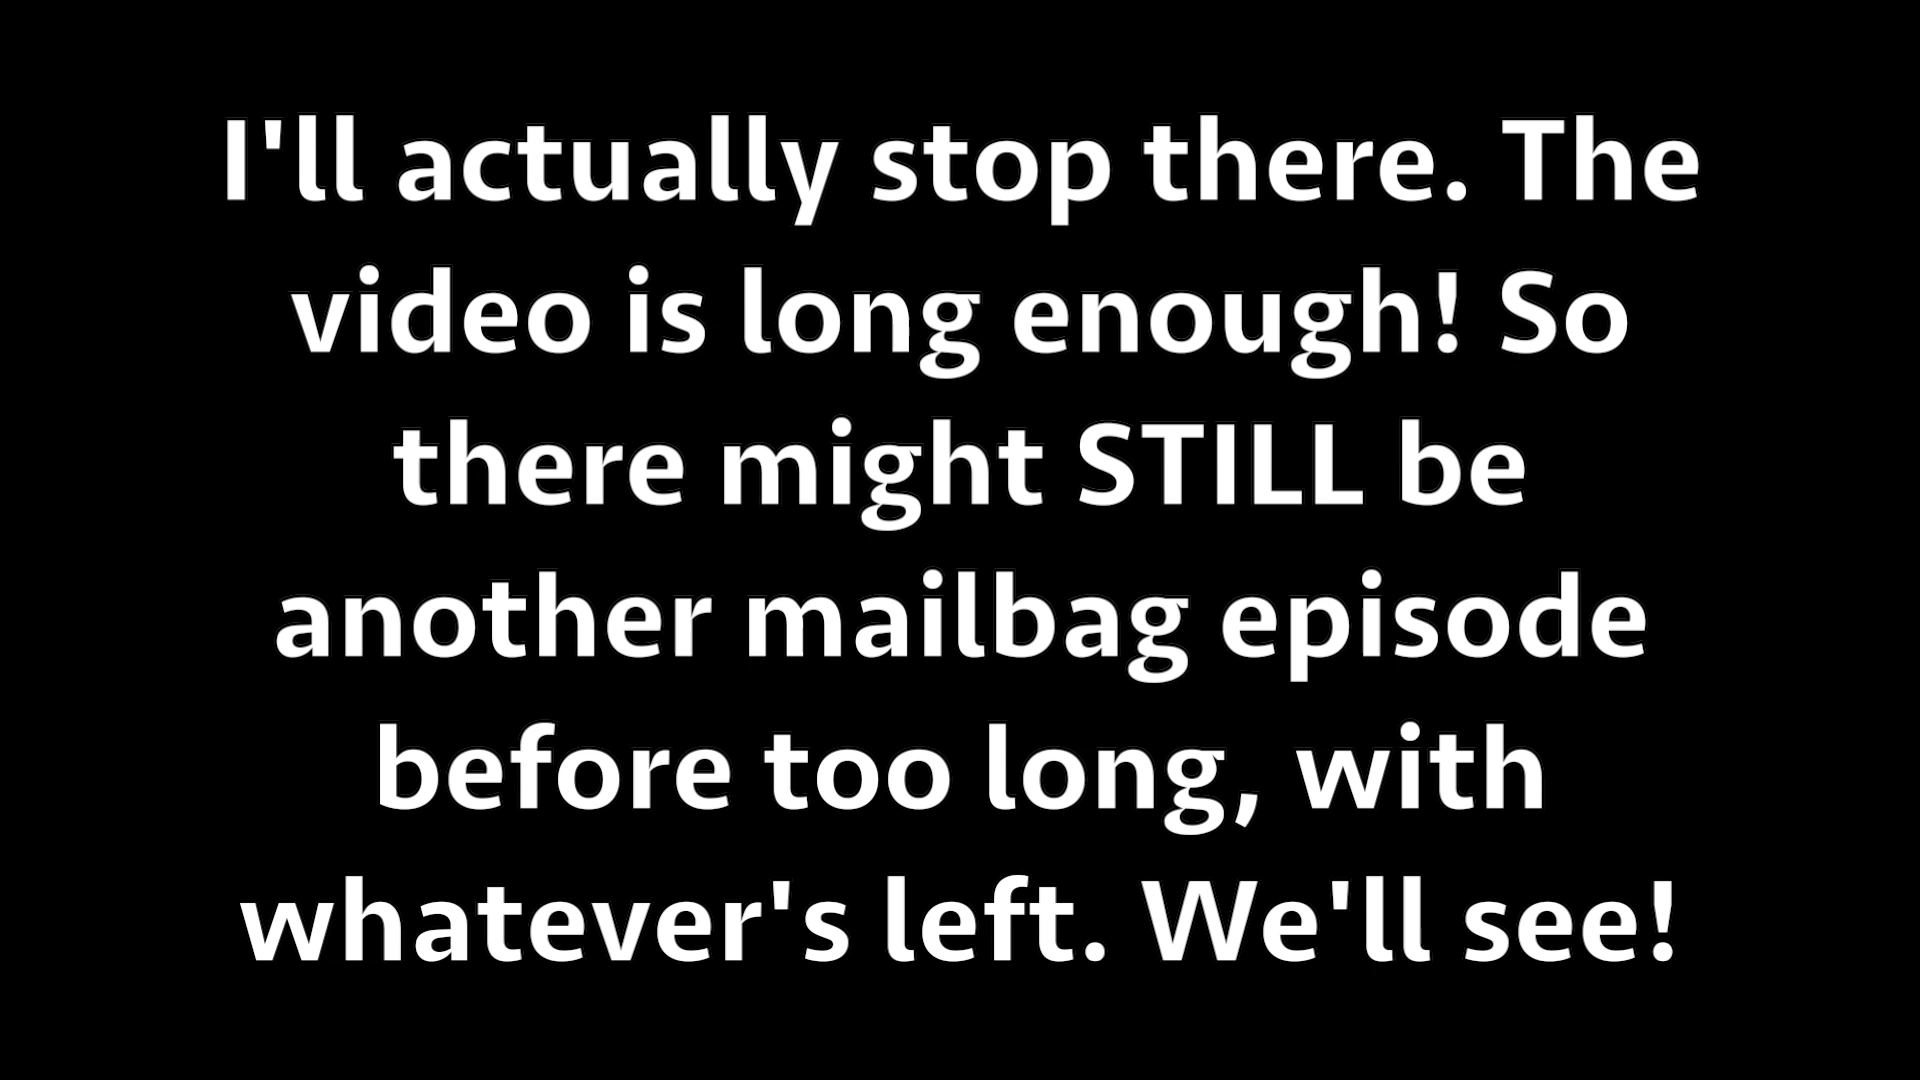 I'll actually stop there. The
video is long enough! So
there might STILL be
another mailbag episode
before too long, with
whatever's left. We'll see!